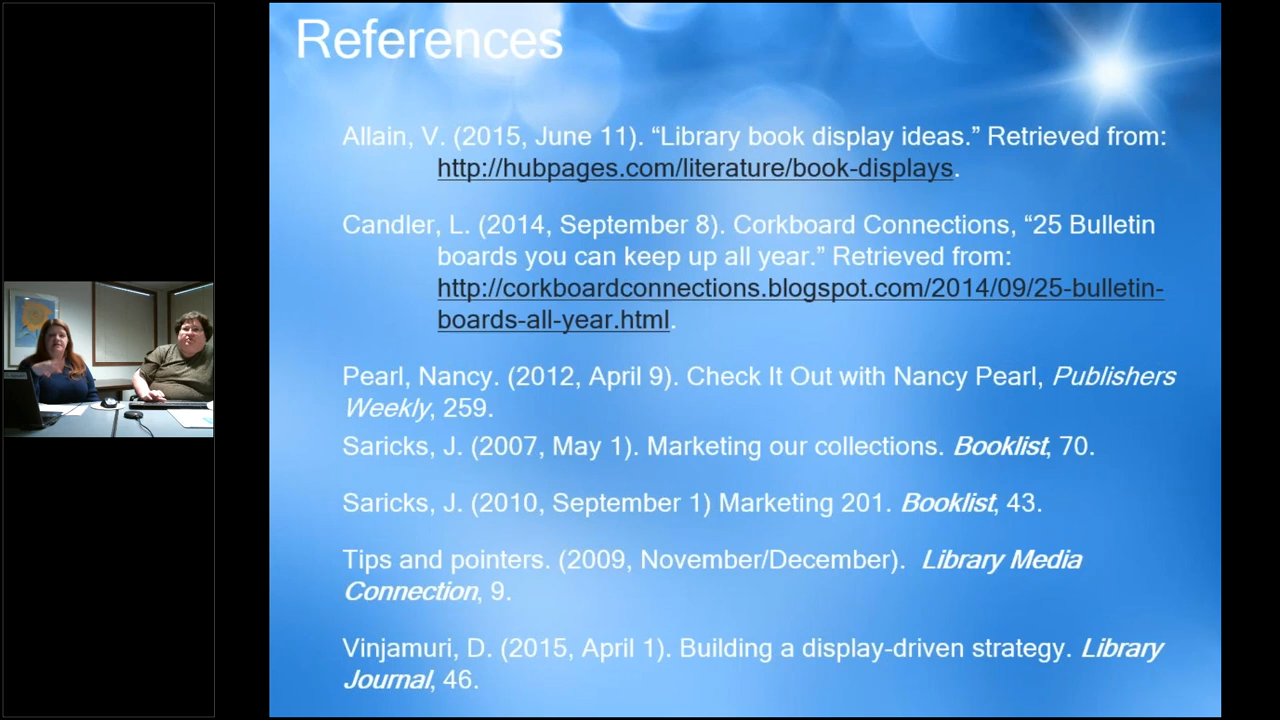 References
Allain, V. (2015, June 11). “Library book display ideas.” Retrieved from:
http://hubpages.com/literature/book-displays.
Candler, L. (2014, September 8). Corkboard Connections, “25 Bulletin
boards you can keep up all year.” Retrieved from:
http://corkboardconnections.blogspot.com/2014/09/25-bulletin-
boards-all-year.html.
Pearl, Nancy. (2012, April 9). Check It Out with Nancy Pearl, Publishers
Weekly, 259.
Saricks, J. (2007, May 1). Marketing our collections. Booklist, 70.
Saricks, J. (2010, September 1) Marketing 201. Booklist, 43.
Tips and pointers. (2009, November/December). Library Media
Connection, 9.
Vinjamuri, D. (2015, April 1). Building a display-driven strategy. Library
Journal, 46.